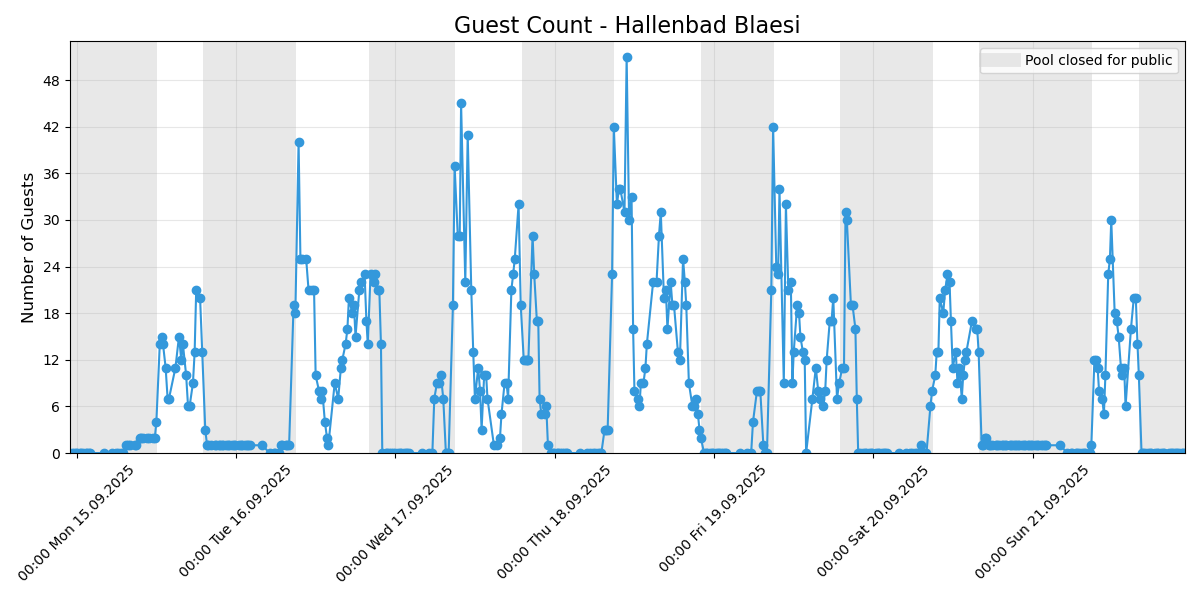 Guest Count - Hallenbad Blaesi
Pool closed for public
Number of Guests
48
42
36
30
24
18
12
6
0
00:00 Mon 15.09.2025
00:00 Tue 16.09.2025
00:00 Wed 17.09.2025
00:00 Thu 18.09.2025
00:00 Fri 19.09.2025
00:00 Sat 20.09.2025
00:00 Sun 21.09.2025